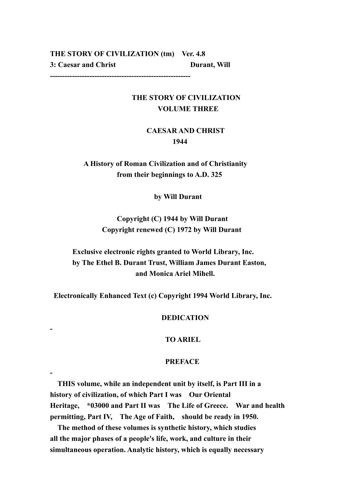 THE STORY OF CIVILIZATION (tm) Ver. 4.8
3: Caesar and Christ Durant, Will
---------------------------------------------------------
THE STORY OF CIVILIZATION
VOLUME THREE
CAESAR AND CHRIST
1944
A History of Roman Civilization and of Christianity
from their beginnings to A.D. 325
by Will Durant
Copyright (C) 1944 by Will Durant
Copyright renewed (C) 1972 by Will Durant
Exclusive electronic rights granted to World Library, Inc.
by The Ethel B. Durant Trust, William James Durant Easton,
and Monica Ariel Mihell.
Electronically Enhanced Text (c) Copyright 1994 World Library, Inc.
DEDICATION
-
TO ARIEL
PREFACE
-
THIS volume, while an independent unit by itself, is Part III in a
history of civilization, of which Part I was Our Oriental
Heritage, *03000 and Part II was The Life of Greece. War and health
permitting, Part IV, The Age of Faith, should be ready in 1950.
The method of these volumes is synthetic history, which studies
all the major phases of a people's life, work, and culture in their
simultaneous operation. Analytic history, which is equally necessary